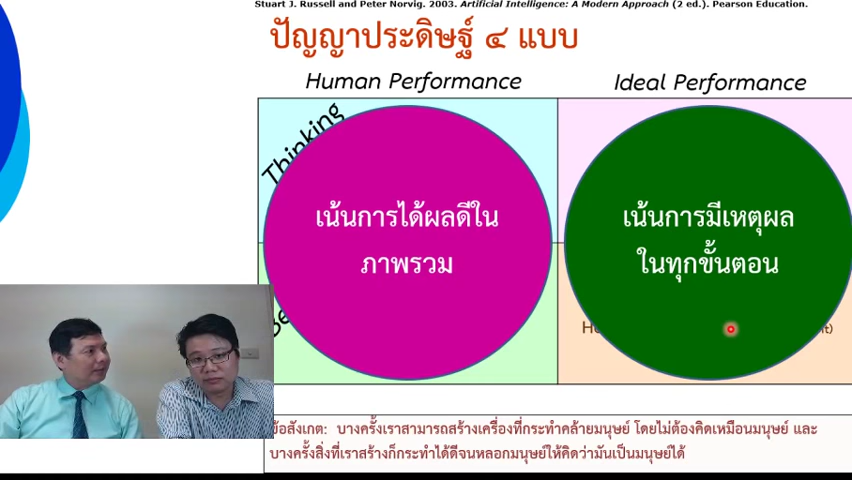 Stuart J. Russell and Peter Norvig. 2003. Artificial Intelligence: A Modern Approach (2 ed.). Pearson Education.
ปัญญาประดิษฐ์ ๔ แบบ
Human Performance
Ideal Performance
Thinking
เน้นการได้ผลดีใน
ภาพรวม
เน้นการมีเหตุผล
ในทุกขั้นตอน
ข้อสังเกต: บางครั้งเราสามารถสร้างเครื่องที่กระทำคล้ายมนุษย์ โดยไม่ต้องคิดเหมือนมนุษย์ และ
บางครั้งสิ่งที่เราสร้างก็กระทำได้ดีจนหลอกมนุษย์ให้คิดว่ามันเป็นมนุษย์ได้